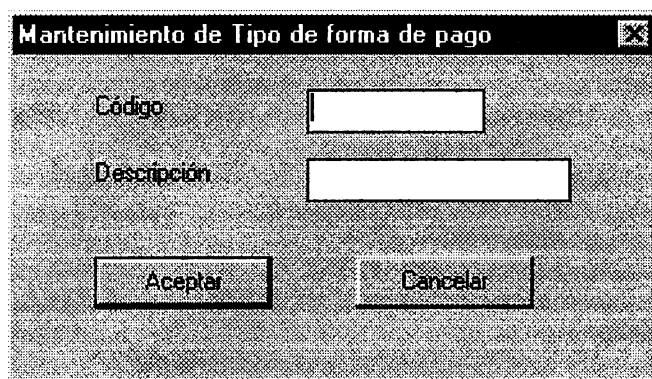 Mantenimiento de Tipo de forma de pago
Código
Descripción
Aceptar
Cancelar